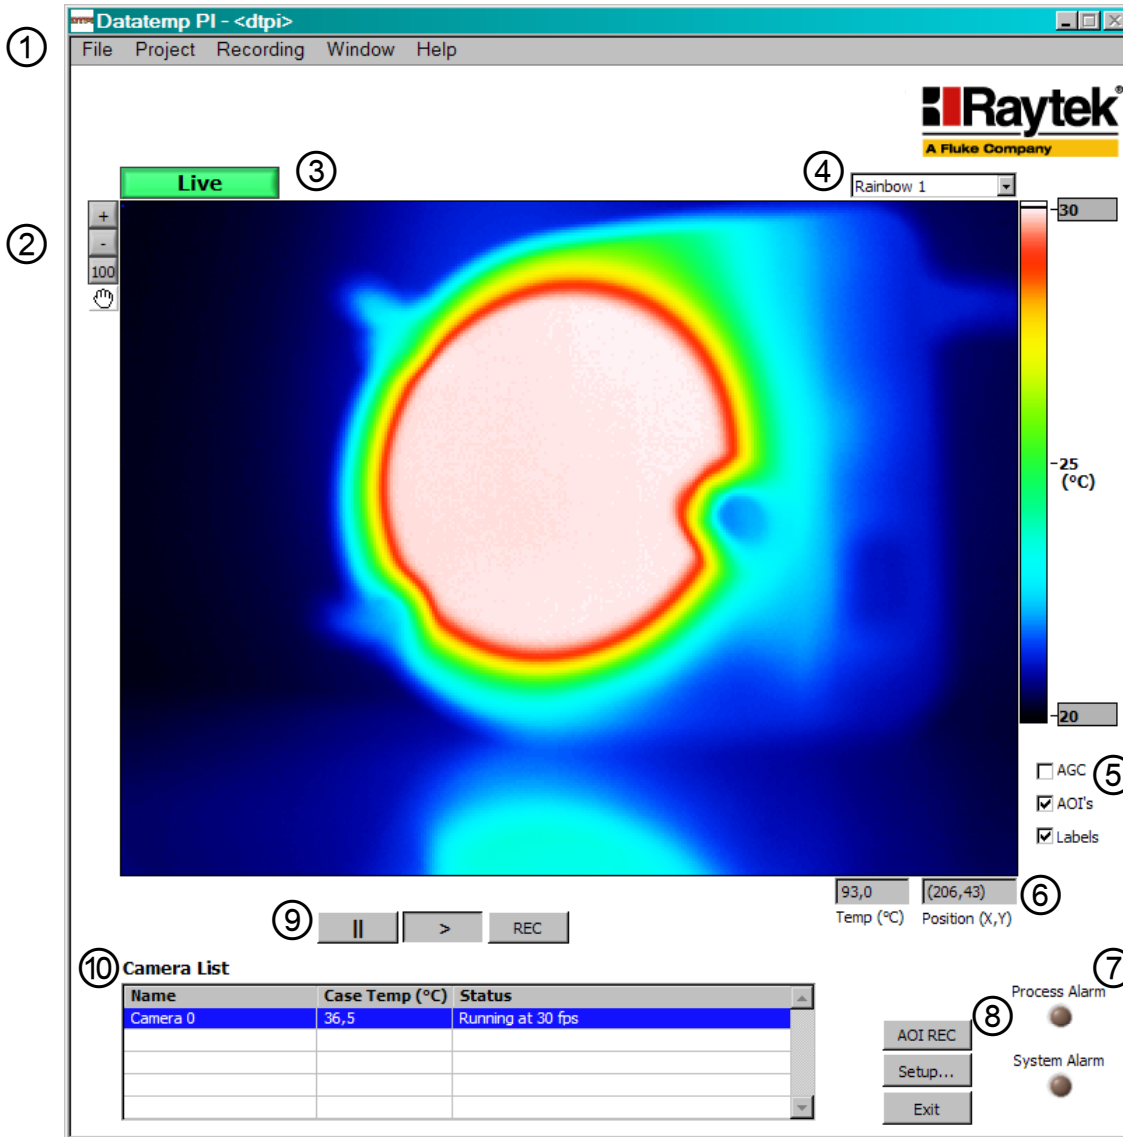 Datatemp PI - <dtpi>
① File Project Recording Window Help
Raytek®
A Fluke Company
Live ③ ④ Rainbow 1
+
② -
100
30
25
(°C)
20
AGC ⑤
AOI's
Labels
93,0 (206,43) ⑥
Temp (°C) Position (X,Y)
⑨ || > REC
⑩ Camera List ⑦
Name Case Temp (°C) Status
Process Alarm
Camera 0 36,5 Running at 30 fps
⑧
AOI REC
System Alarm
Setup...
Exit